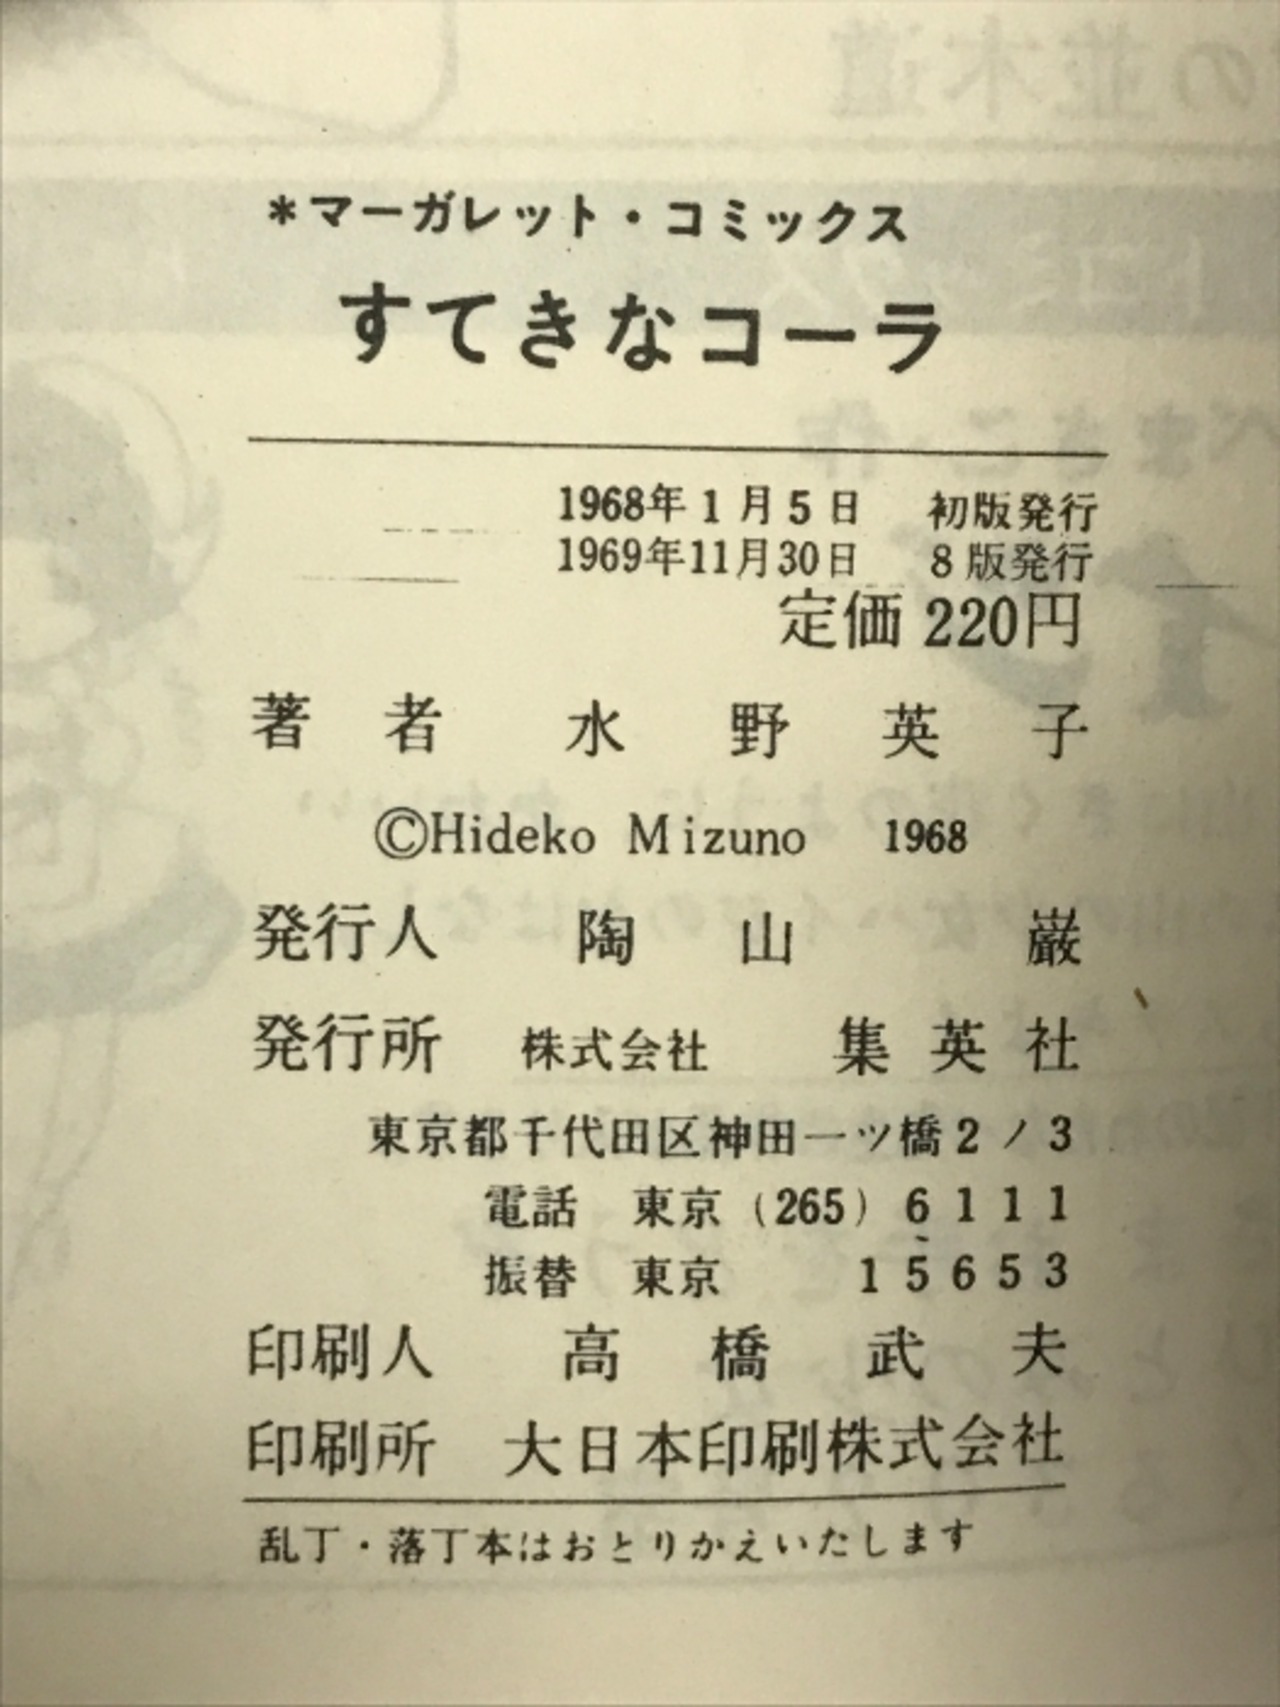 *マーガレット・コミックス
すてきなコーラ
1968年1月5日 初版発行
1969年11月30日 8版発行
定価220円
著者 水野英子
©Hideko Mizuno 1968
発行人 陶山 巌
発行所 株式会社 集英社
東京都千代田区神田一ツ橋2ノ3
電話 東京(265)6111
振替 東京 15653
印刷人 高橋武夫
印刷所 大日本印刷株式会社
乱丁・落丁本はおとりかえいたします